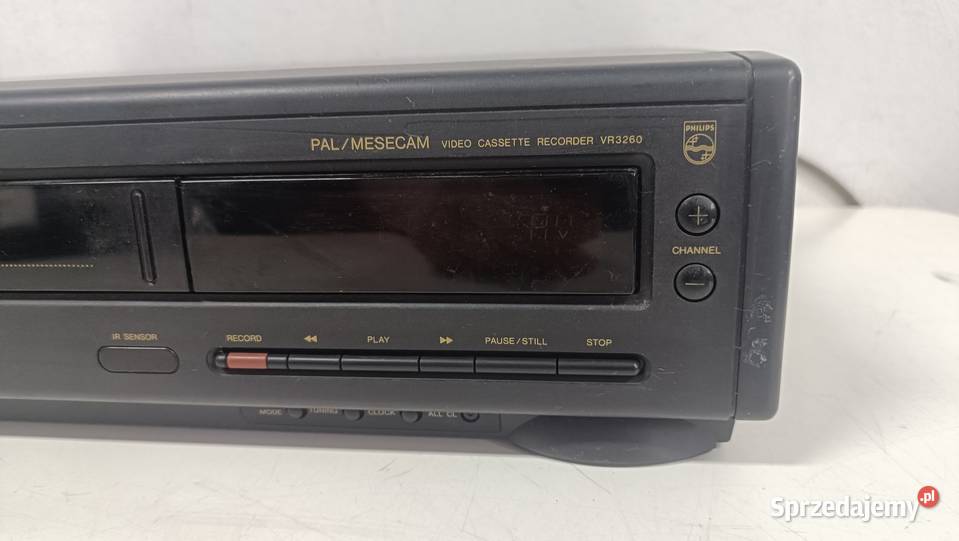 PAL/MESECAM VIDEO CASSETTE RECORDER VR3260
PHILIPS
CHANNEL
IR SENSOR
RECORD PLAY PAUSE/STILL STOP
MODE TUNING CLOCK ALL CL
Sprzedajemy.pl